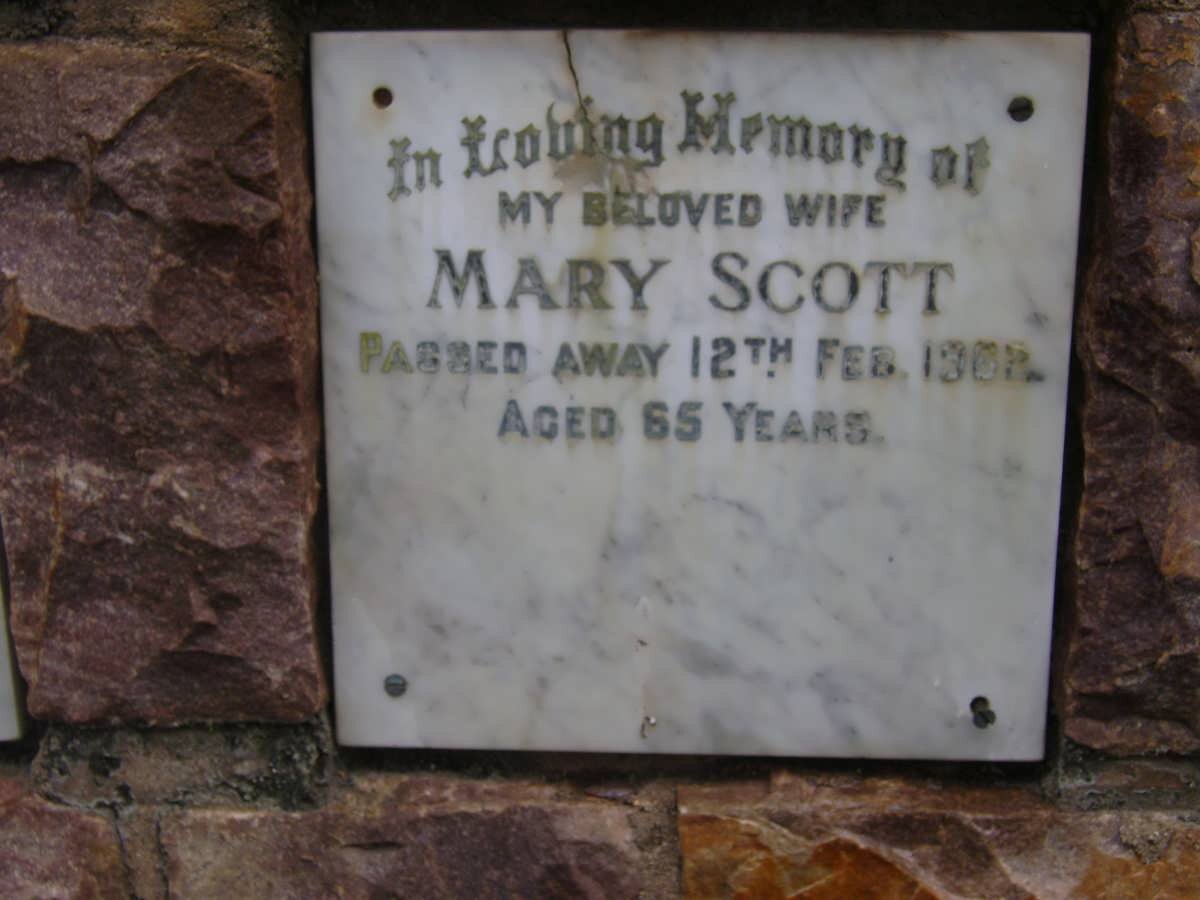 In Loving Memory of
MY BELOVED WIFE
MARY SCOTT
PASSED AWAY 12TH FEB. 1962.
AGED 65 YEARS.